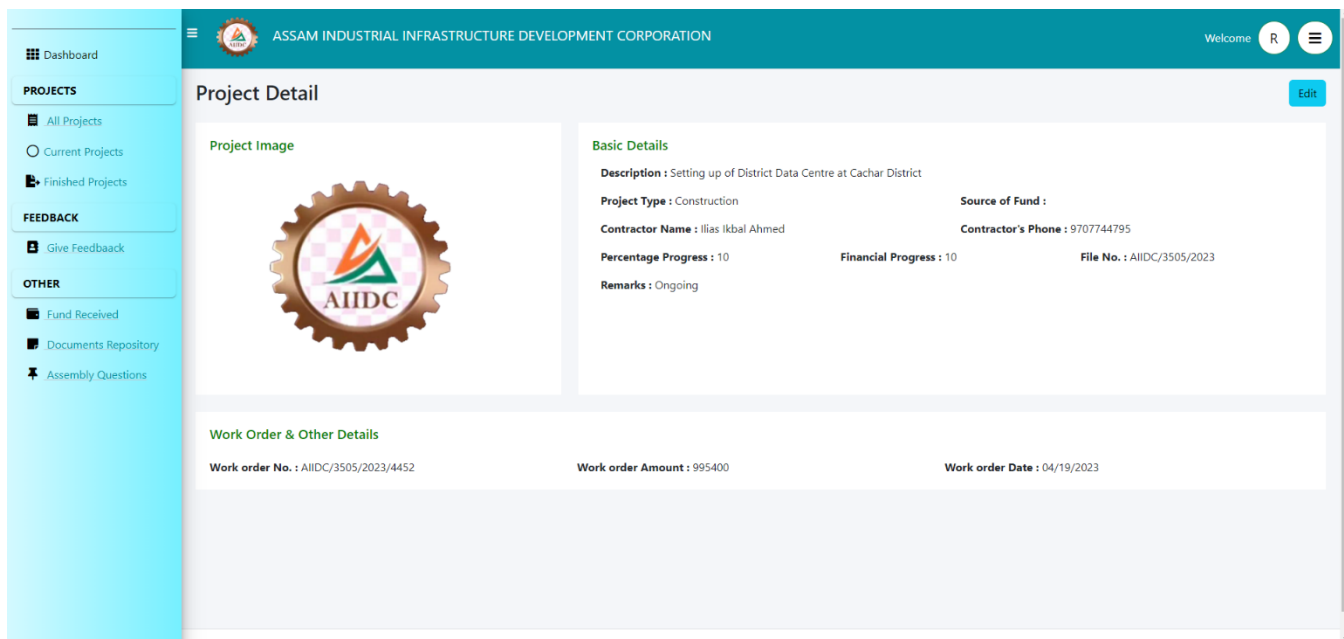 ASSAM INDUSTRIAL INFRASTRUCTURE DEVELOPMENT CORPORATION
Welcome R
Dashboard
PROJECTS
All Projects
Current Projects
Finished Projects
FEEDBACK
Give Feedbaack
OTHER
Fund Received
Documents Repository
Assembly Questions
Project Detail
Edit
Project Image
AIIDC
Basic Details
Description : Setting up of District Data Centre at Cachar District
Project Type : Construction Source of Fund :
Contractor Name : Ilias Ikbal Ahmed Contractor's Phone : 9707744795
Percentage Progress : 10 Financial Progress : 10 File No. : AIIDC/3505/2023
Remarks : Ongoing
Work Order & Other Details
Work order No. : AIIDC/3505/2023/4452 Work order Amount : 995400 Work order Date : 04/19/2023